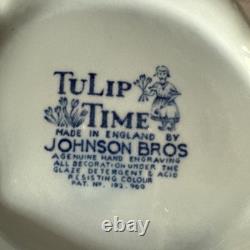 TULIP
TIME
MADE IN ENGLAND BY
JOHNSON BROS
A GENUINE HAND ENGRAVING
ALL DECORATION UNDER THE
GLAZE DETERGENT & ACID
RESISTING COLOUR
PAT. NO. 192.960
ebay